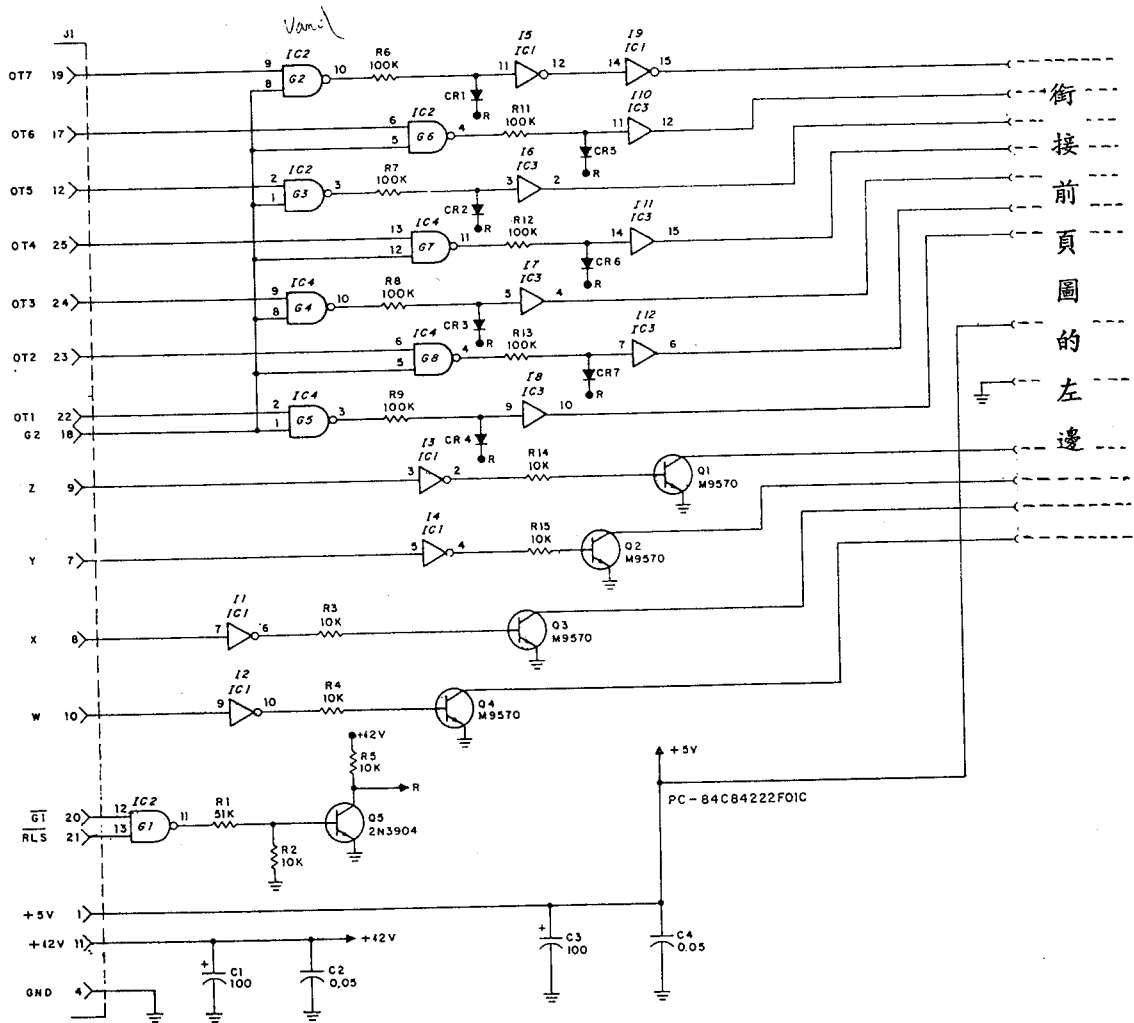 J1
OT7 19
9
8
IC2
G2
10
R6
100K
CR1
R
11
I5
IC1
12
14
I9
IC1
15
OT6 17
6
5
IC2
G6
4
R11
100K
CR5
R
11
I10
IC3
12
OT5 12
2
1
IC2
G3
3
R7
100K
CR2
R
3
I6
IC3
2
OT4 25
13
12
IC4
G7
11
R12
100K
CR6
R
14
I11
IC3
15
OT3 24
9
8
IC4
G4
10
R8
100K
CR3
R
5
I7
IC3
4
OT2 23
6
5
IC4
G8
4
R13
100K
CR7
R
7
I12
IC3
6
OT1 22
G2 18
2
1
IC4
G5
3
R9
100K
CR4
R
9
I8
IC3
10
Z 9
3
I3
IC1
2
R14
10K
Q1
M9570
Y 7
5
I4
IC1
4
R15
10K
Q2
M9570
X 8
7
I1
IC1
6
R3
10K
Q3
M9570
W 10
9
I2
IC1
10
R4
10K
Q4
M9570
G1 20
RLS 21
12
13
IC2
G1
11
R1
51K
R2
10K
+12V
R5
10K
R
Q5
2N3904
+5V
PC-84C84222F01C
+5V 1
+12V 11
+12V
C1
100
C2
0.05
C3
100
C4
0.05
GND 4
銜接前頁圖的左邊